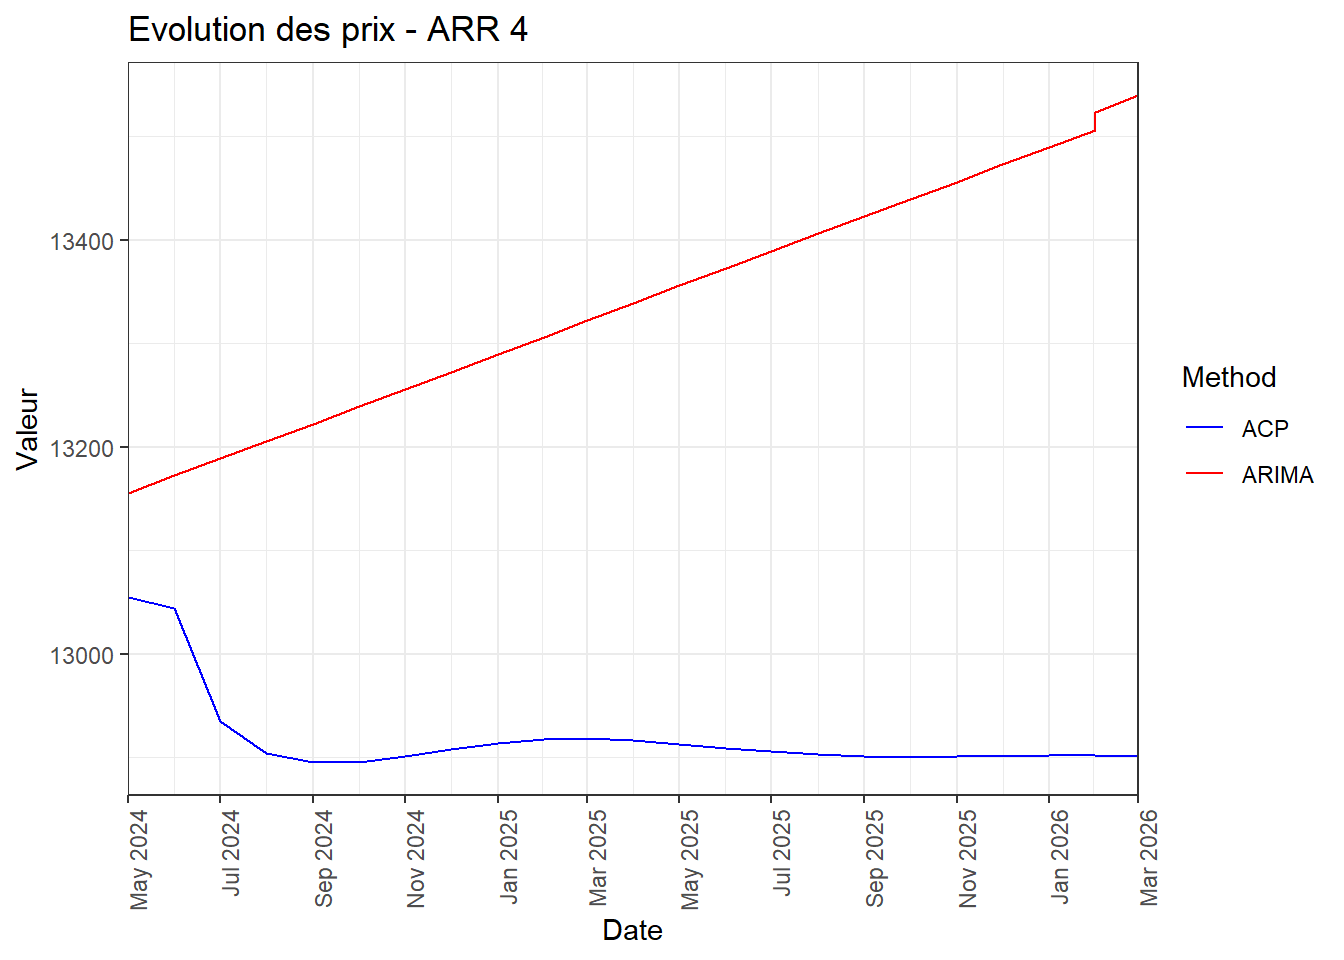 Evolution des prix - ARR 4
Valeur
13400
13200
13000
May 2024
Jul 2024
Sep 2024
Nov 2024
Jan 2025
Mar 2025
May 2025
Jul 2025
Sep 2025
Nov 2025
Jan 2026
Mar 2026
Date
Method
ACP
ARIMA